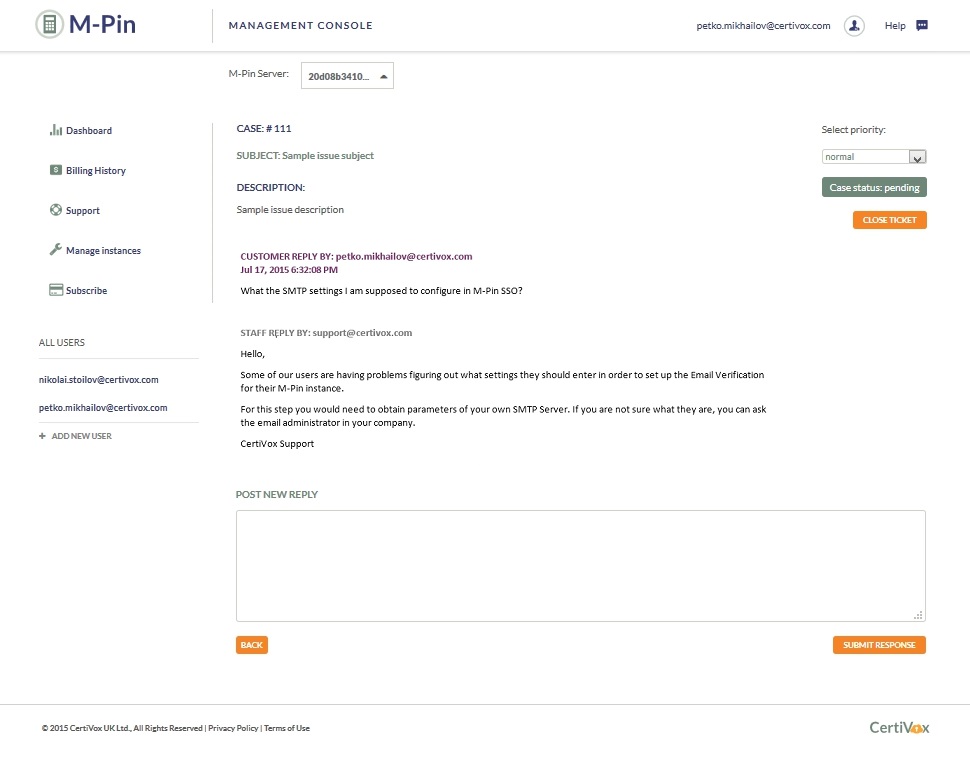 M-Pin
MANAGEMENT CONSOLE
petko.mikhailov@certivox.com
Help
M-Pin Server:
20d08b3410...
Dashboard
Billing History
Support
Manage instances
Subscribe
ALL USERS
nikolai.stoilov@certivox.com
petko.mikhailov@certivox.com
+ ADD NEW USER
CASE: # 111
SUBJECT: Sample issue subject
DESCRIPTION:
Sample issue description
Select priority:
normal
Case status: pending
CLOSE TICKET
CUSTOMER REPLY BY: petko.mikhailov@certivox.com
Jul 17, 2015 6:32:08 PM
What the SMTP settings I am supposed to configure in M-Pin SSO?
STAFF REPLY BY: support@certivox.com
Hello,
Some of our users are having problems figuring out what settings they should enter in order to set up the Email Verification
for their M-Pin instance.
For this step you would need to obtain parameters of your own SMTP Server. If you are not sure what they are, you can ask
the email administrator in your company.
CertiVox Support
POST NEW REPLY
BACK
SUBMIT RESPONSE
© 2015 CertiVox UK Ltd., All Rights Reserved | Privacy Policy | Terms of Use
CertiVox